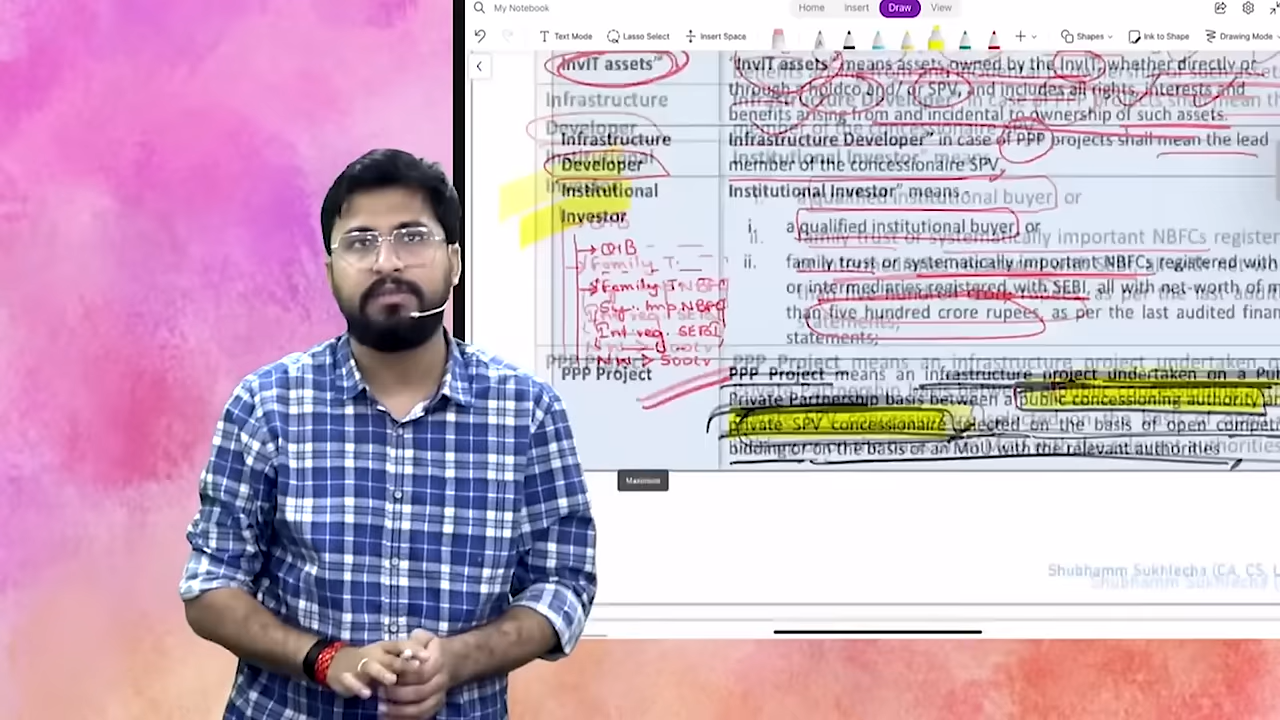 My Notebook
Home Insert Draw View
Text Mode Lasso Select Insert Space Shapes Ink to Shape Drawing Mode
InvIT assets"
"InvIT assets" means assets owned by the InvIT, whether directly or
through a holdco and/ or SPV, and includes all rights, interests and
benefits arising from and incidental to ownership of such assets.
Infrastructure
Developer
Infrastructure Developer" in case of PPP projects shall mean the lead
member of the concessionaire SPV
Institutional
Investor
Institutional Investor" means -
i. a qualified institutional buyer or
ii. family trust or systematically important NBFCs registered with
or intermediaries registered with SEBI, all with net-worth of
than five hundred crore rupees, as per the last audited
statements;
QIB
Family T.
Sys. Imp NBFC
Int reg. SEBI
NW > 500cr
PPP Project
PPP Project means an infrastructure project undertaken on a
Private Partnership basis between a public concessioning authority
private SPV concessionaire selected on the basis of open
bidding or on the basis of an MoU with the relevant authorities
Maximum
Shubhamm Sukhlecha (CA, CS,